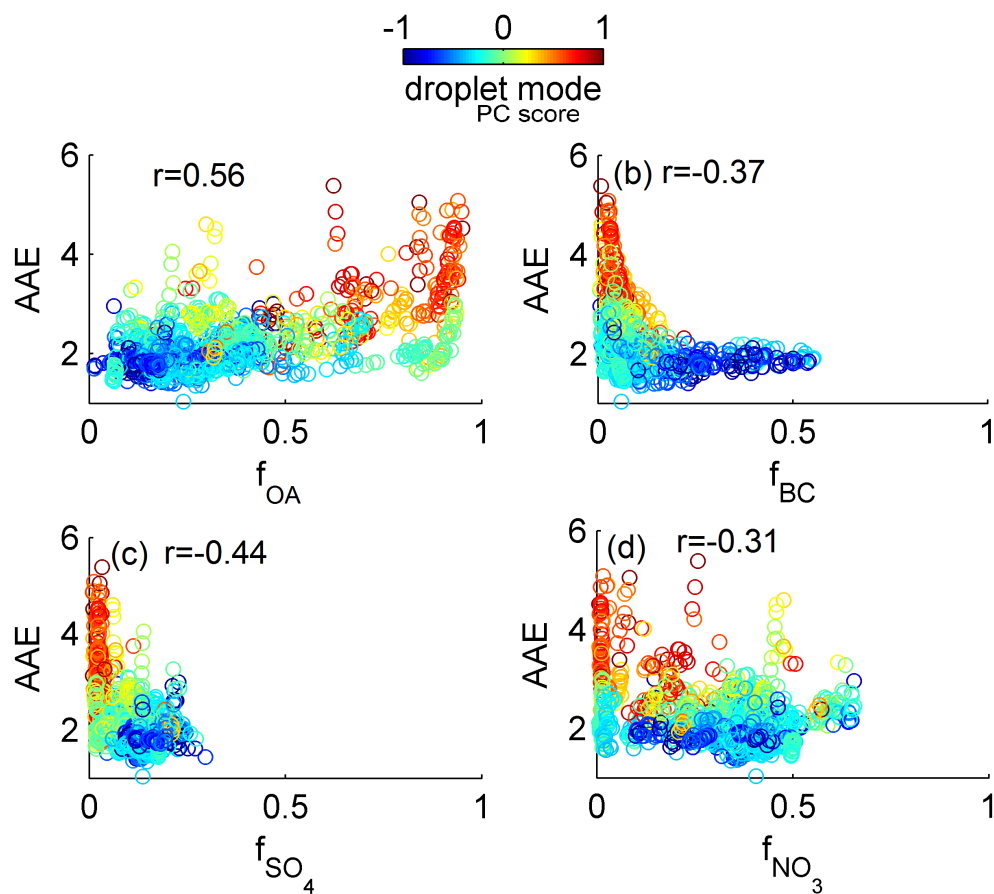 -1 0 1
droplet mode
PC score
6
4
2
AAE
r=0.56
0 0.5 1
f_OA
6
4
2
AAE
(b) r=-0.37
0 0.5 1
f_BC
6
4
2
AAE
(c) r=-0.44
0 0.5 1
f_SO_4
6
4
2
AAE
(d) r=-0.31
0 0.5 1
f_NO_3